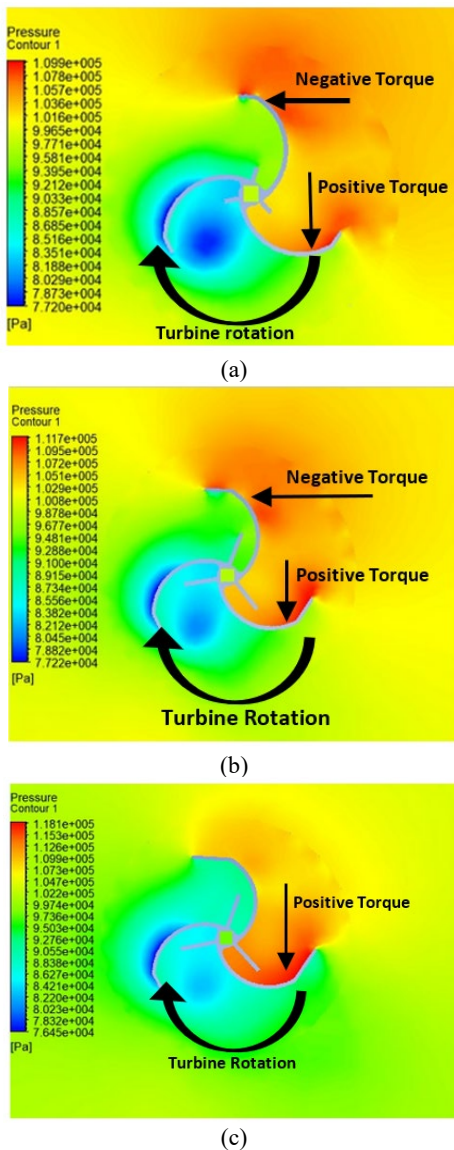 Pressure
Contour 1
1.099e+005
1.078e+005
1.057e+005
1.036e+005
1.016e+005
9.965e+004
9.771e+004
9.581e+004
9.395e+004
9.212e+004
9.033e+004
8.857e+004
8.685e+004
8.516e+004
8.351e+004
8.188e+004
8.029e+004
7.873e+004
7.720e+004
[Pa]
Negative Torque
Positive Torque
Turbine rotation
(a)
Pressure
Contour 1
1.117e+005
1.095e+005
1.072e+005
1.051e+005
1.029e+005
1.008e+005
9.878e+004
9.677e+004
9.481e+004
9.288e+004
9.100e+004
8.915e+004
8.734e+004
8.556e+004
8.382e+004
8.212e+004
8.045e+004
7.882e+004
7.722e+004
[Pa]
Negative Torque
Positive Torque
Turbine Rotation
(b)
Pressure
Contour 1
1.181e+005
1.153e+005
1.126e+005
1.099e+005
1.073e+005
1.047e+005
1.022e+005
9.974e+004
9.736e+004
9.503e+004
9.276e+004
9.055e+004
8.838e+004
8.627e+004
8.421e+004
8.220e+004
8.023e+004
7.832e+004
7.645e+004
[Pa]
Positive Torque
Turbine Rotation
(c)